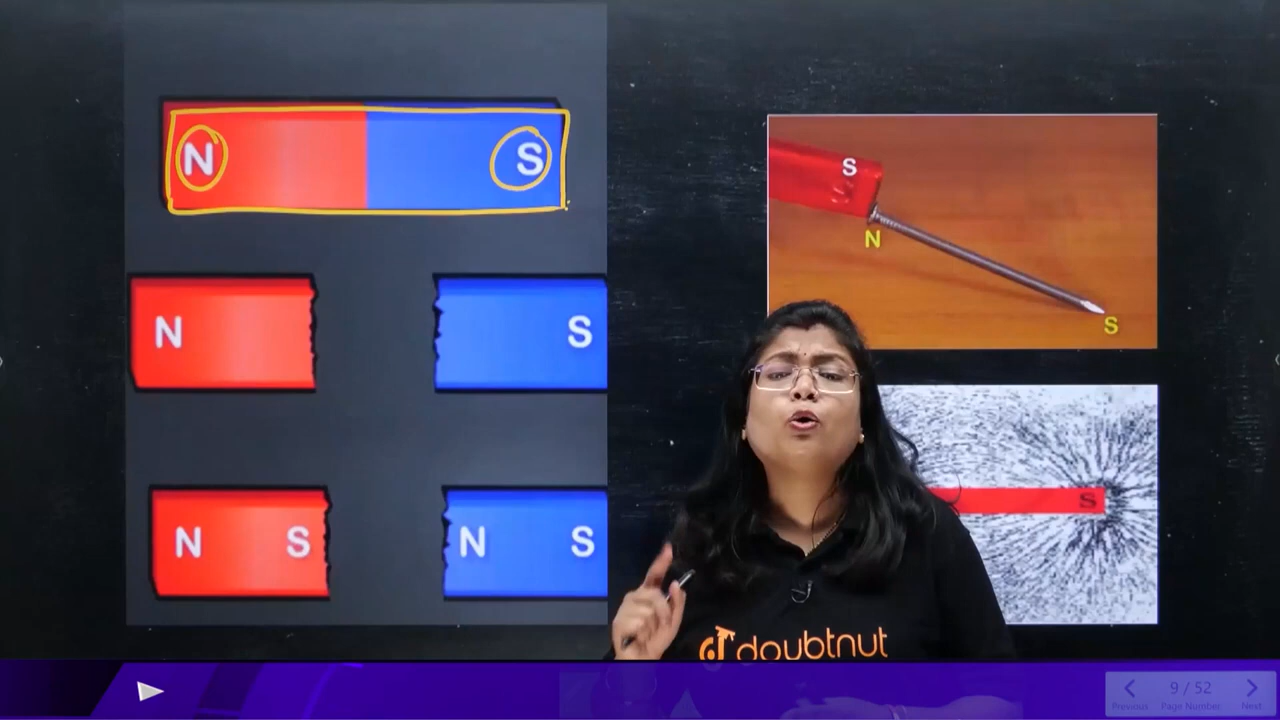 N S
N S
N S N S
S
N
S
S
doubtnut
9 / 52
Previous Page Number Next